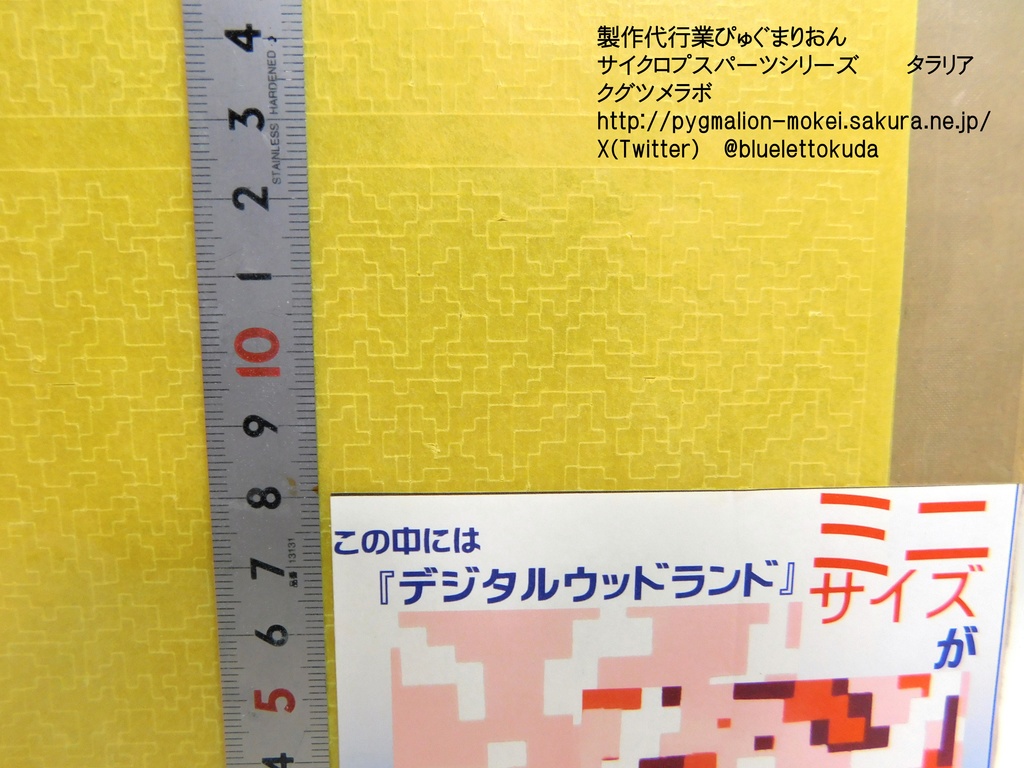 製作代行業ぴゅぐまりおん
サイクロプスパーツシリーズ　　タラリア
クグツメラボ
http://pygmalion-mokei.sakura.ne.jp/
X(Twitter)　@bluelettokuda
4
3
2
1
10
9
8
7
6
5
4
STAINLESS HARDENED
品番 13131
この中には
『デジタルウッドランド』
ミニ
サイズ
が